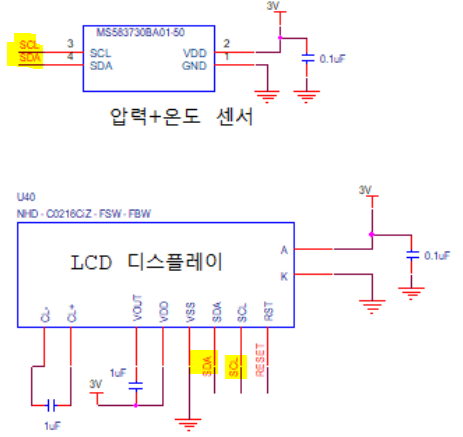 3V
MS583730BA01-50
SCL 3 SCL VDD 2
SDA 4 SDA GND 1
0.1uF
압력+온도 센서
U40
NHD - C0216CiZ - FSW - FBW
3V
LCD 디스플레이
A
K
0.1uF
CL- CL+ VOUT VDD VSS SDA SCL RST
SDA SCL RESET
1uF
3V
1uF